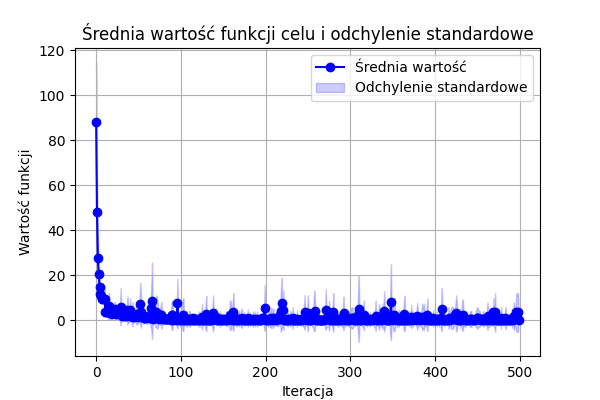 Średnia wartość funkcji celu i odchylenie standardowe
120
100
80
60
40
20
0
Wartość funkcji
Średnia wartość
Odchylenie standardowe
0 100 200 300 400 500
Iteracja